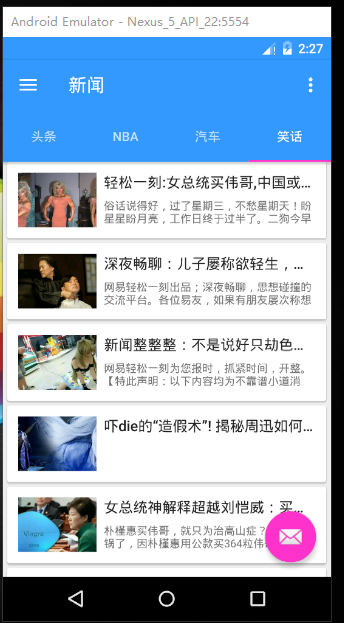 Android Emulator - Nexus_5_API_22:5554
2:27
新闻
头条
NBA
汽车
笑话
轻松一刻:女总统买伟哥,中国或...
俗话说得好，过了星期三，不愁星期天！盼
星星盼月亮，工作日终于过半了。二狗今早
深夜畅聊：儿子屡称欲轻生，...
网易轻松一刻出品；深夜畅聊，思想碰撞的
交流平台。各位易友，如果有朋友屡次称想
新闻整整整：不是说好只劫色...
网易轻松一刻为您报时，抓紧时间，开整。
【特此声明：以下内容均为不靠谱小道消
吓die的“造假术”! 揭秘周迅如何...
女总统神解释超越刘恺威：买...
朴槿惠买伟哥，就只为治高山症？
锅了，因朴槿惠用公款买364粒伟
Viagra